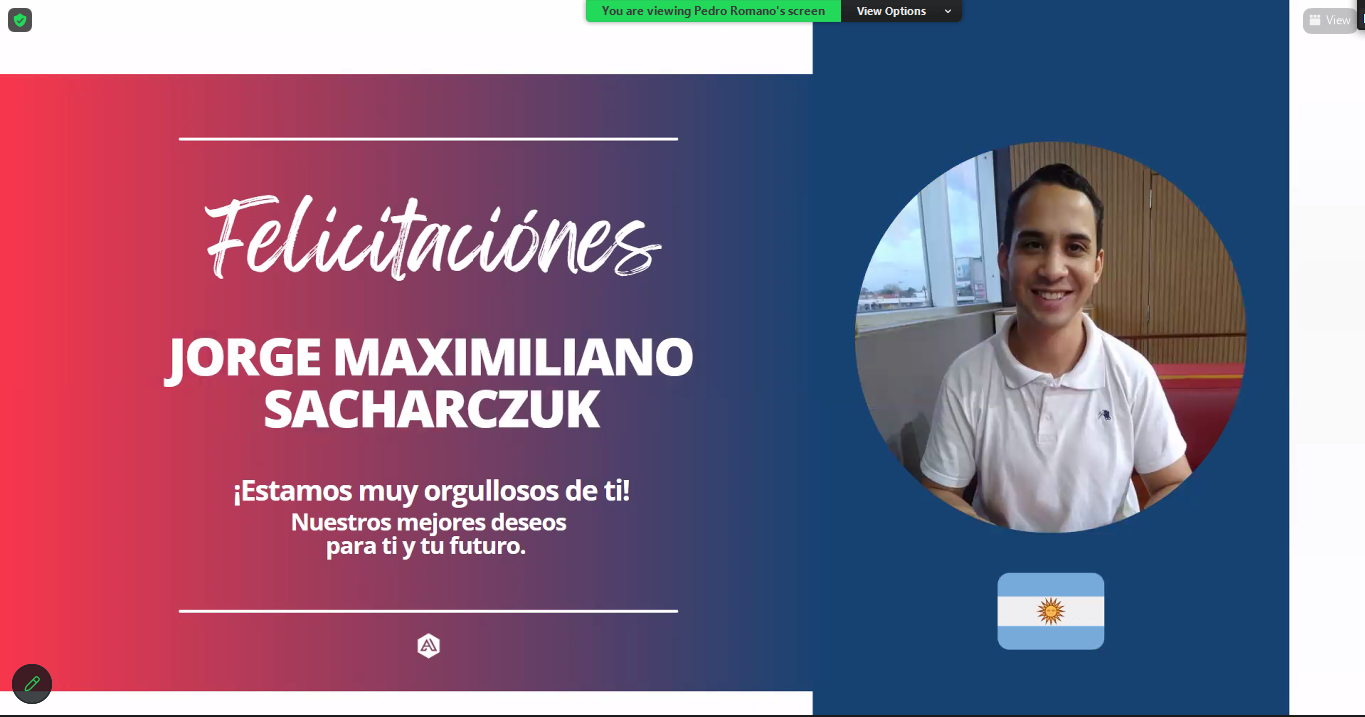 You are viewing Pedro Romano's screen
View Options
View
Felicitaciónes
JORGE MAXIMILIANO
SACHARCZUK
¡Estamos muy orgullosos de ti!
Nuestros mejores deseos
para ti y tu futuro.